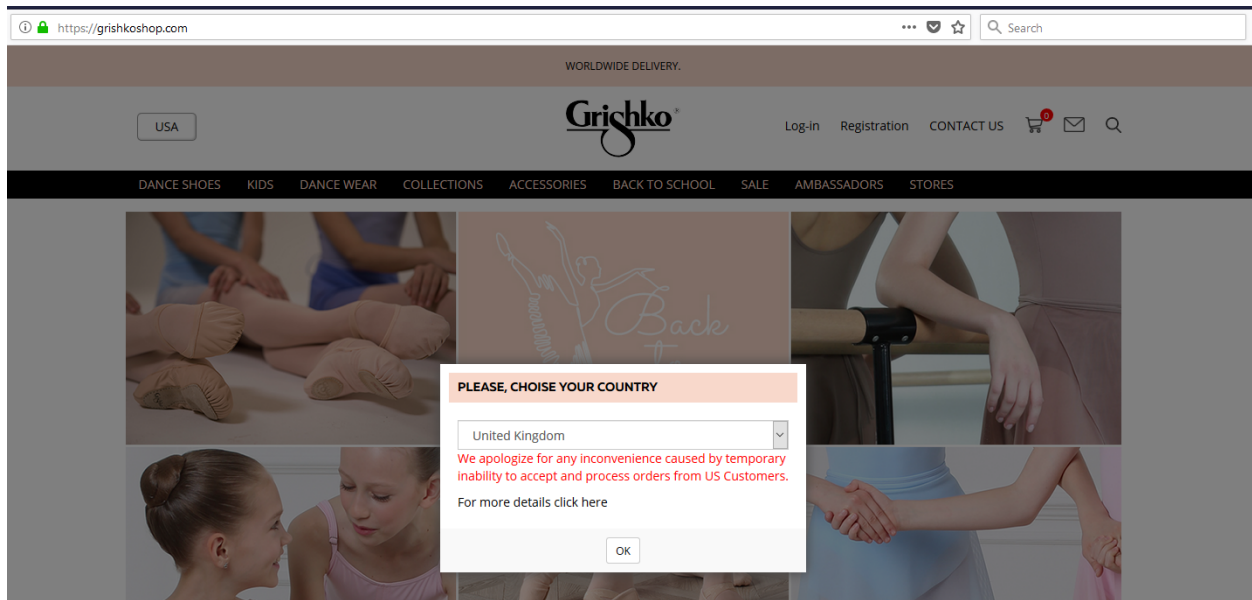 https://grishkoshop.com
Search
WORLDWIDE DELIVERY.
USA
Grishko®
Log-in Registration CONTACT US 0
DANCE SHOES KIDS DANCE WEAR COLLECTIONS ACCESSORIES BACK TO SCHOOL SALE AMBASSADORS STORES
Back
PLEASE, CHOISE YOUR COUNTRY
United Kingdom
We apologize for any inconvenience caused by temporary
inability to accept and process orders from US Customers.
For more details click here
OK